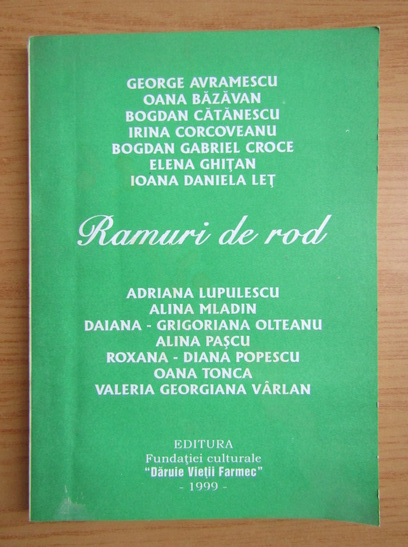 GEORGE AVRAMESCU
OANA BĂZĂVAN
BOGDAN CĂTĂNESCU
IRINA CORCOVEANU
BOGDAN GABRIEL CROCE
ELENA GHIȚAN
IOANA DANIELA LEȚ
Ramuri de rod
ADRIANA LUPULESCU
ALINA MLADIN
DAIANA - GRIGORIANA OLTEANU
ALINA PAȘCU
ROXANA - DIANA POPESCU
OANA TONCA
VALERIA GEORGIANA VÂRLAN
EDITURA
Fundației culturale
"Dăruie Vieții Farmec"
- 1999 -